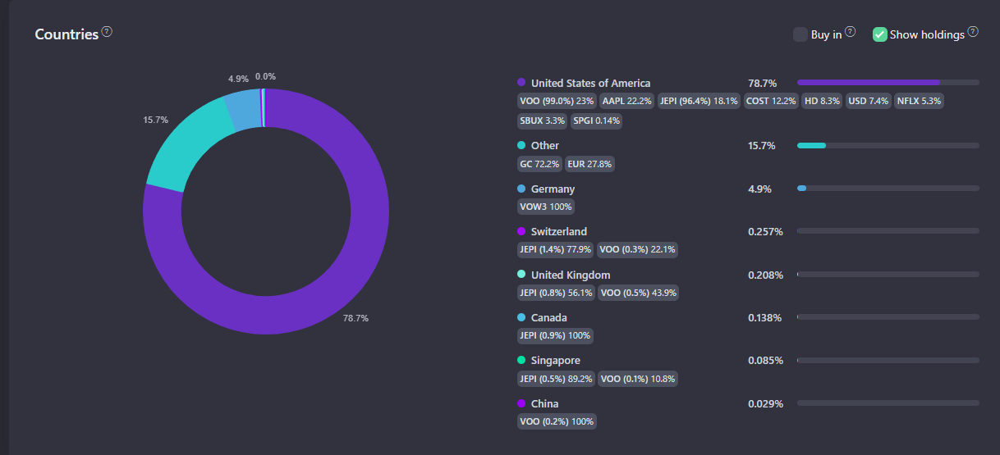 Countries ?
Buy in ? Show holdings ?
4.9% 0.0%
15.7%
78.7%
United States of America 78.7%
VOO (99.0%) 23% AAPL 22.2% JEPI (96.4%) 18.1% COST 12.2% HD 8.3% USD 7.4% NFLX 5.3%
SBUX 3.3% SPGI 0.14%
Other 15.7%
GC 72.2% EUR 27.8%
Germany 4.9%
VOW3 100%
Switzerland 0.257%
JEPI (1.4%) 77.9% VOO (0.3%) 22.1%
United Kingdom 0.208%
JEPI (0.8%) 56.1% VOO (0.5%) 43.9%
Canada 0.138%
JEPI (0.9%) 100%
Singapore 0.085%
JEPI (0.5%) 89.2% VOO (0.1%) 10.8%
China 0.029%
VOO (0.2%) 100%